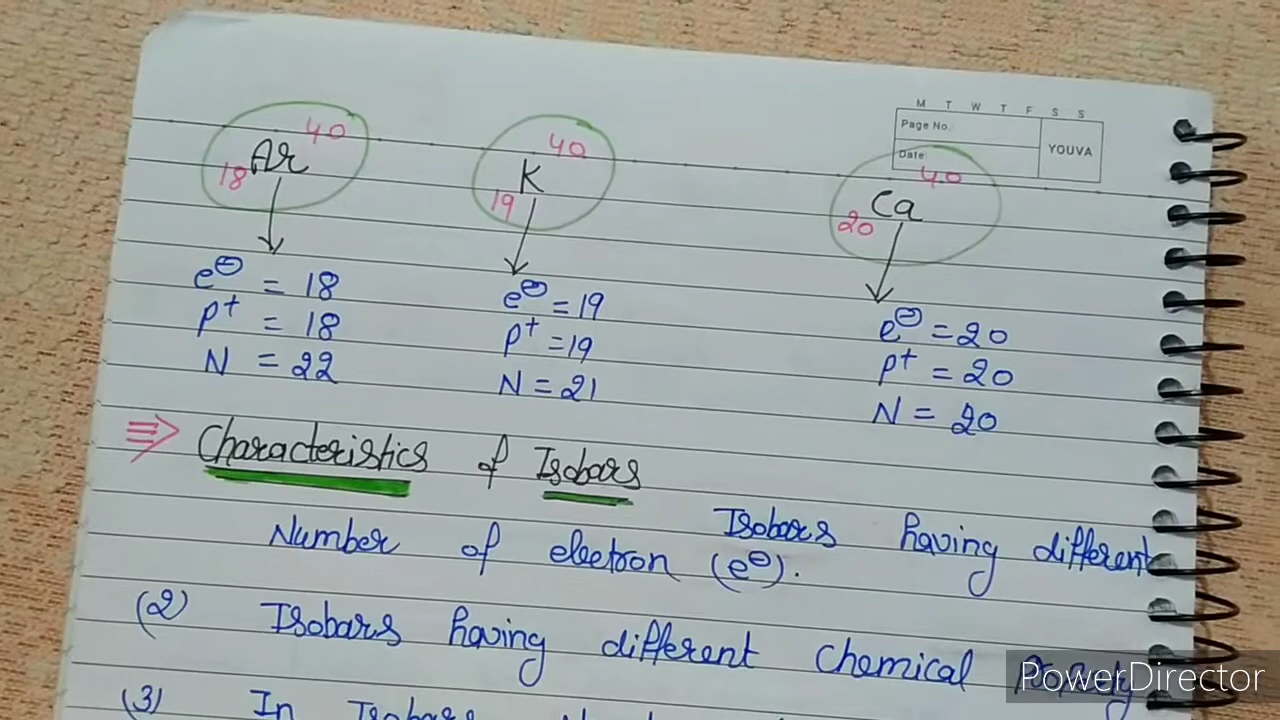 M T W T F S S
Page No.
Date:
YOUVA
18 Ar 40
19 K 40
20 Ca 40
e⊖ = 18
p+ = 18
N = 22
e⊖ = 19
p+ = 19
N = 21
e⊖ = 20
p+ = 20
N = 20
⇛ Characteristics of Isobars
Isobars having different
Number of electron (e⊖).
(2) Isobars having different chemical
(3) In Isobars
PowerDirector